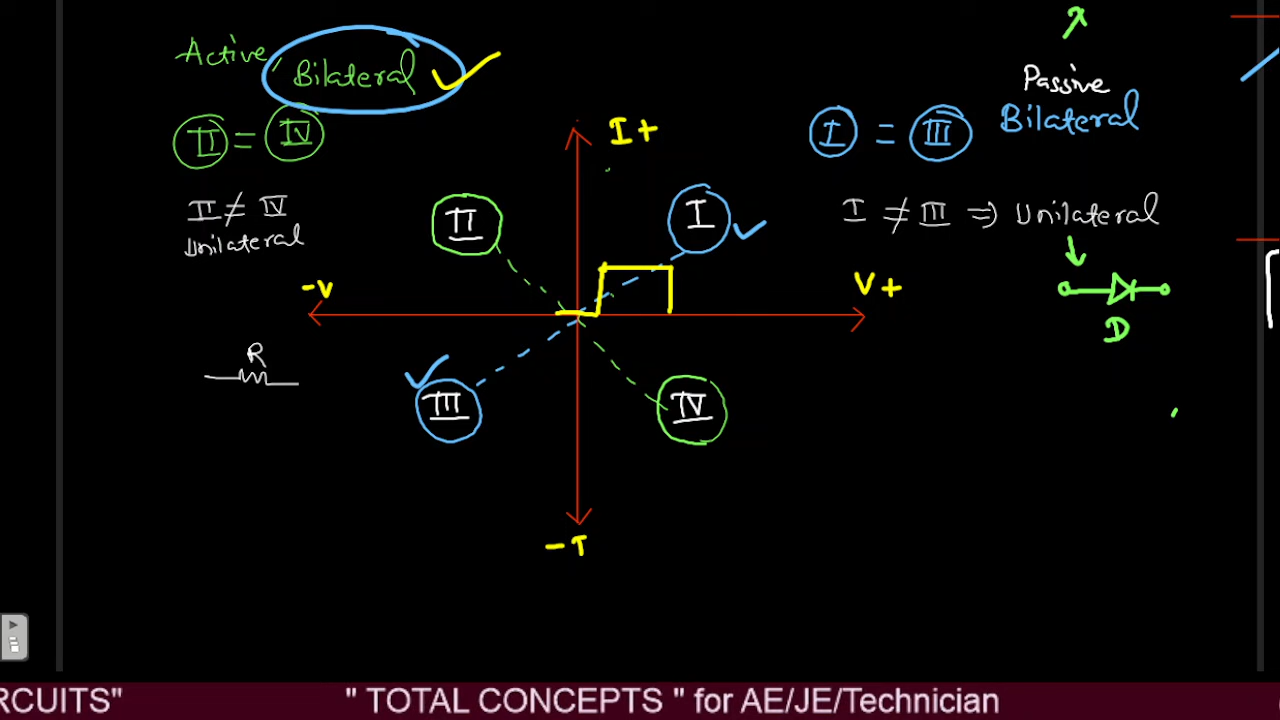 Active, Bilateral
II = IV
II ≠ IV
Unilateral
R
I+
-V
V+
II
I
III
IV
-I
Passive
Bilateral
I = III
I ≠ III ⇒ Unilateral
D
RCUITS" " TOTAL CONCEPTS " for AE/JE/Technician